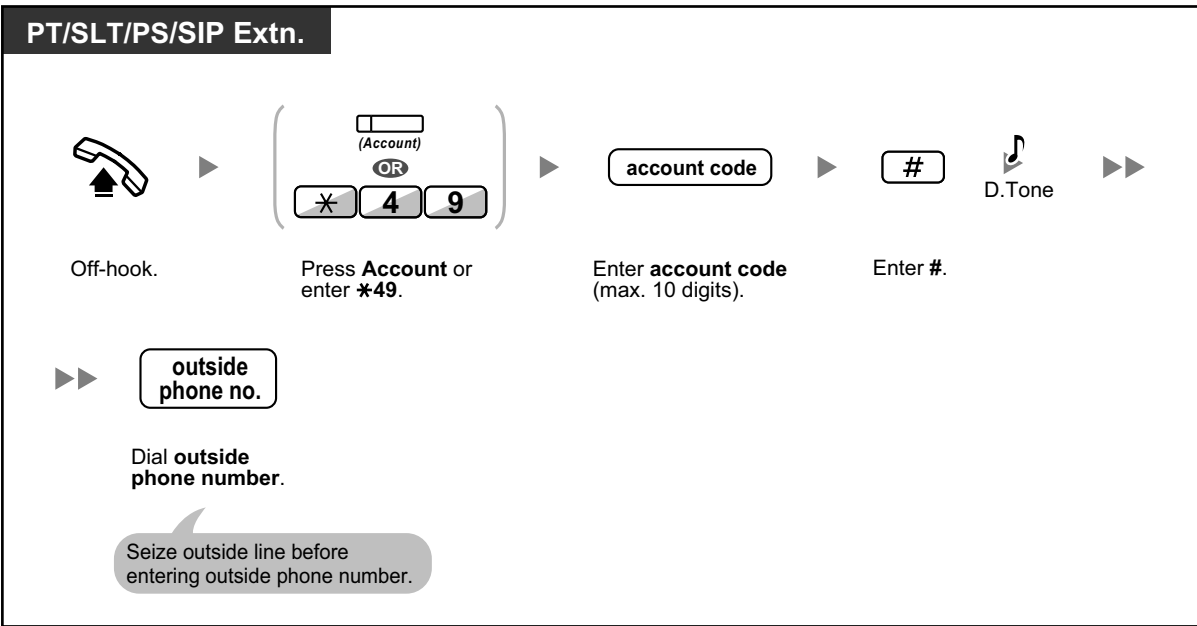 PT/SLT/PS/SIP Extn.
(Account)
OR
* 4 9
account code
#
D.Tone
Off-hook.
Press Account or
enter *49.
Enter account code
(max. 10 digits).
Enter #.
outside
phone no.
Dial outside
phone number.
Seize outside line before
entering outside phone number.